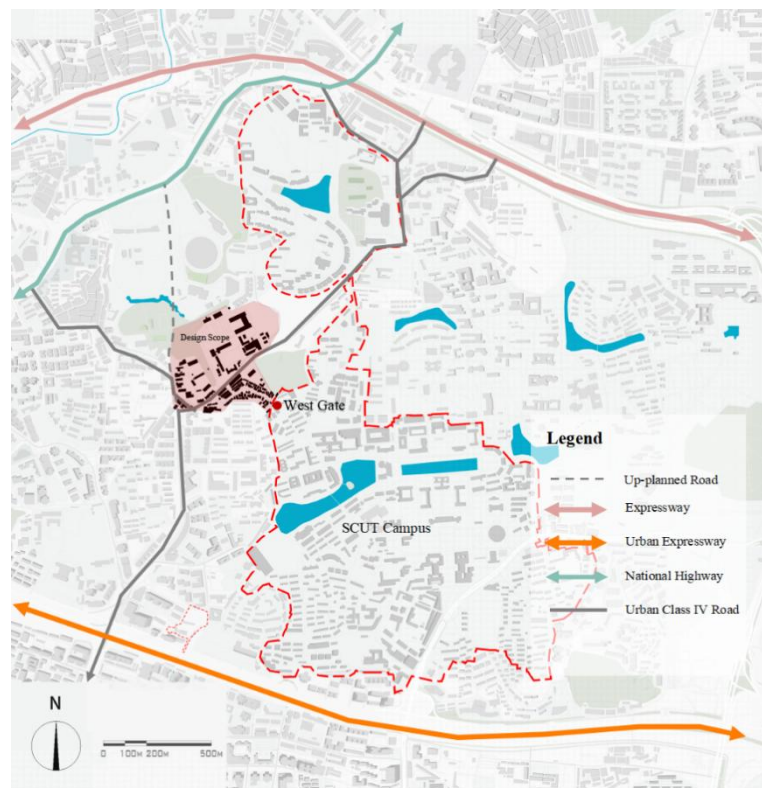 Design Scope
West Gate
SCUT Campus
Legend
Up-planned Road
Expressway
Urban Expressway
National Highway
Urban Class IV Road
N
0 100M 200M 500M